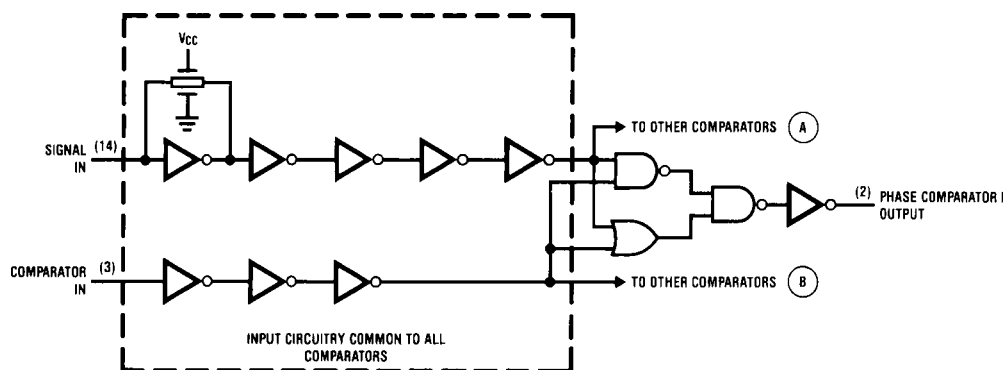 VCC
TO OTHER COMPARATORS A
SIGNAL (14)
IN
(2) PHASE COMPARATOR I
OUTPUT
COMPARATOR (3)
IN
TO OTHER COMPARATORS B
INPUT CIRCUITRY COMMON TO ALL
COMPARATORS